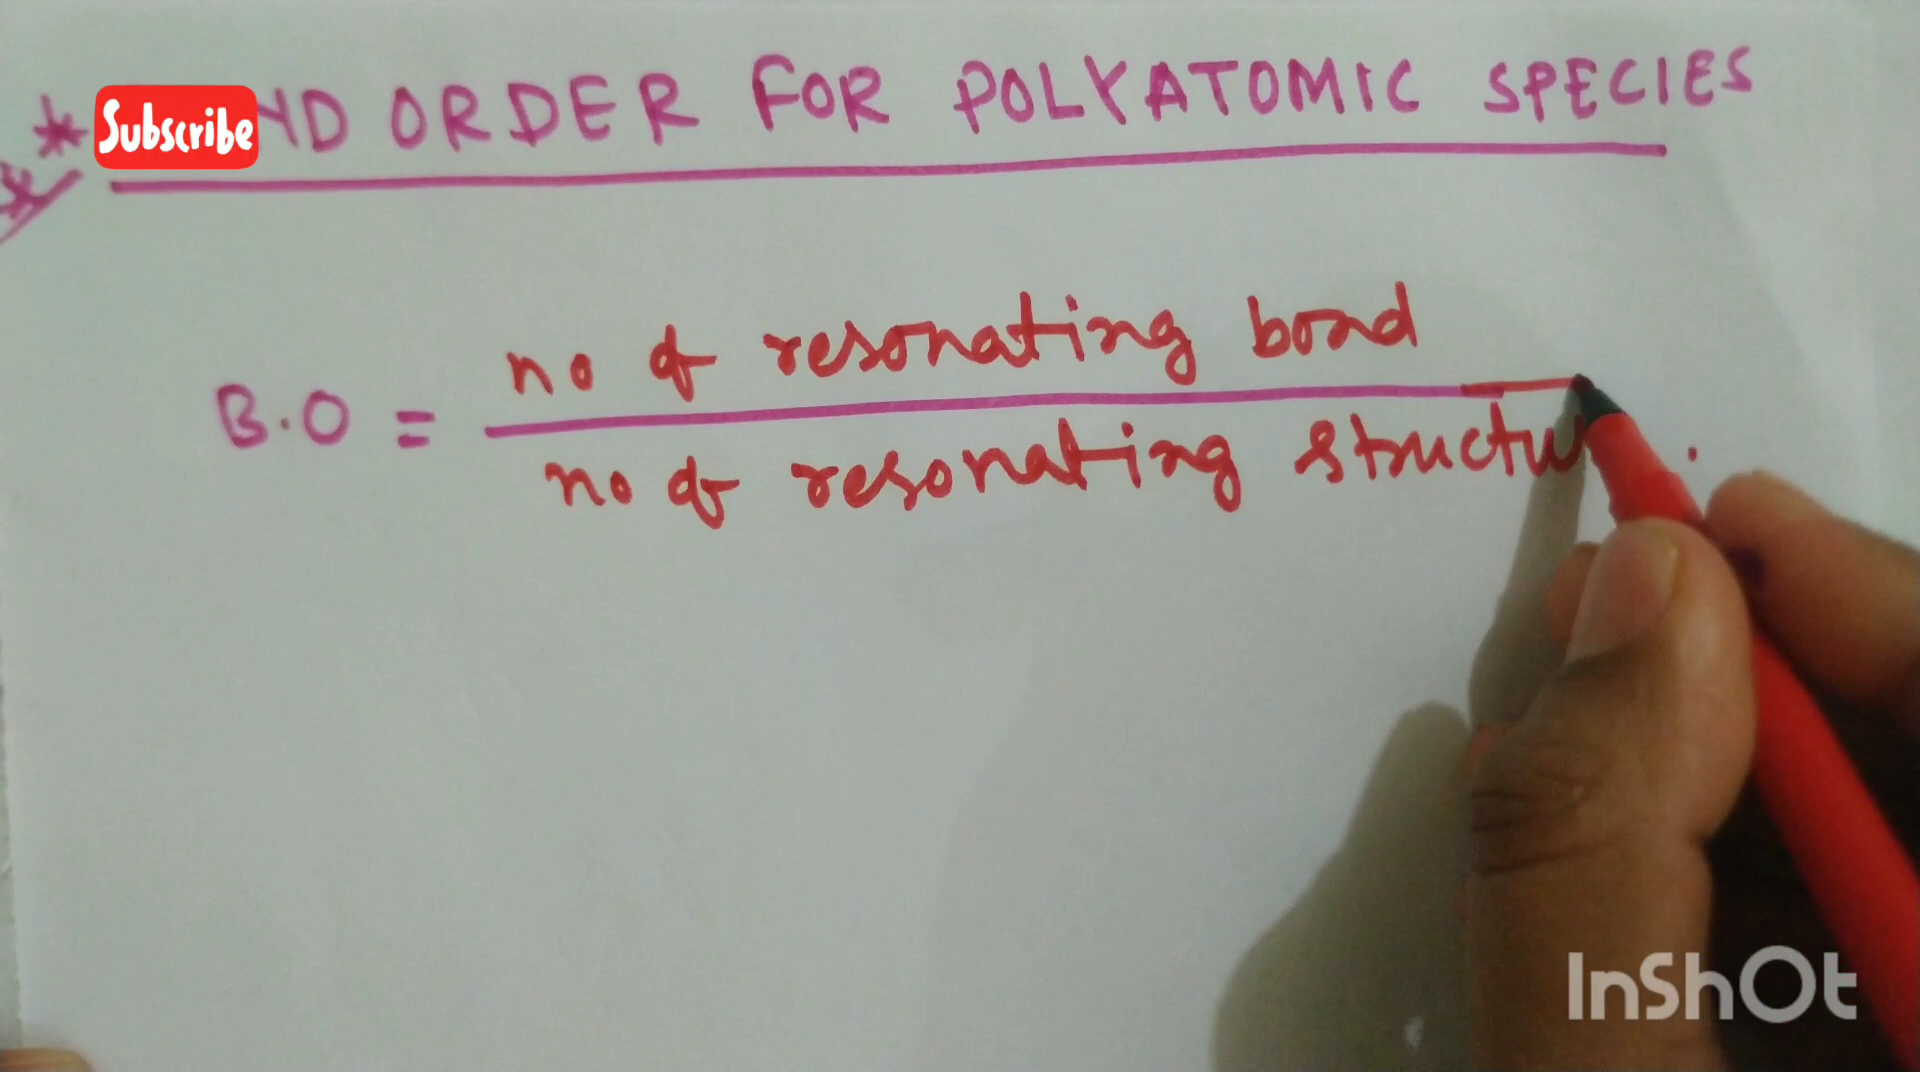 * Subscribe ND ORDER FOR POLYATOMIC SPECIES
no of resonating bond
B.O =
no of resonating structu
InShOt